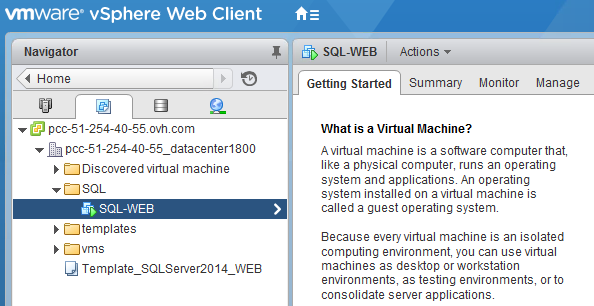 vmware® vSphere Web Client
Navigator
Home
pcc-51-254-40-55.ovh.com
pcc-51-254-40-55_datacenter1800
Discovered virtual machine
SQL
SQL-WEB
templates
vms
Template_SQLServer2014_WEB
SQL-WEB Actions
Getting Started Summary Monitor Manage
What is a Virtual Machine?
A virtual machine is a software computer that,
like a physical computer, runs an operating
system and applications. An operating
system installed on a virtual machine is
called a guest operating system.
Because every virtual machine is an isolated
computing environment, you can use virtual
machines as desktop or workstation
environments, as testing environments, or to
consolidate server applications.